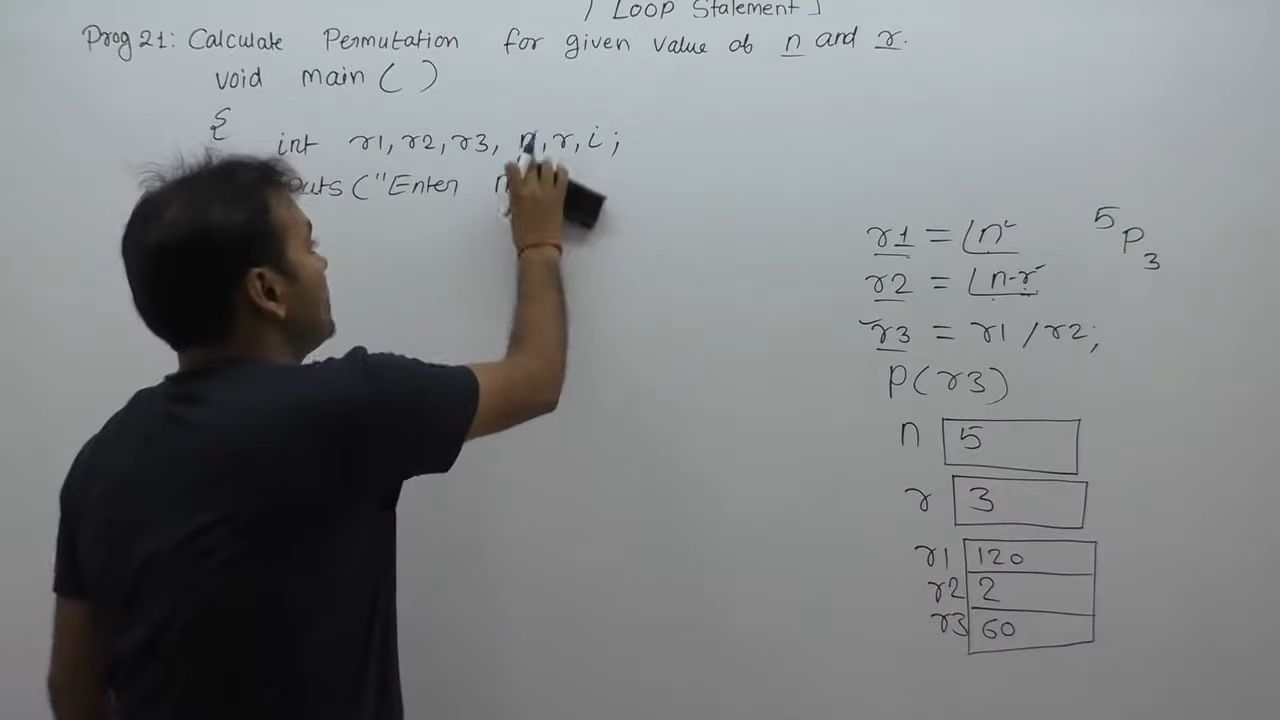 [ Loop Statement ]
Prog 21: Calculate Permutation for given value of n and r.
void main ( )
{
int r1, r2, r3, n, r, i ;
puts ("Enter n
r1 = ⌊n
r2 = ⌊n-r
r3 = r1 / r2;
P(r3)
5P3
n 5
r 3
r1 120
r2 2
r3 60